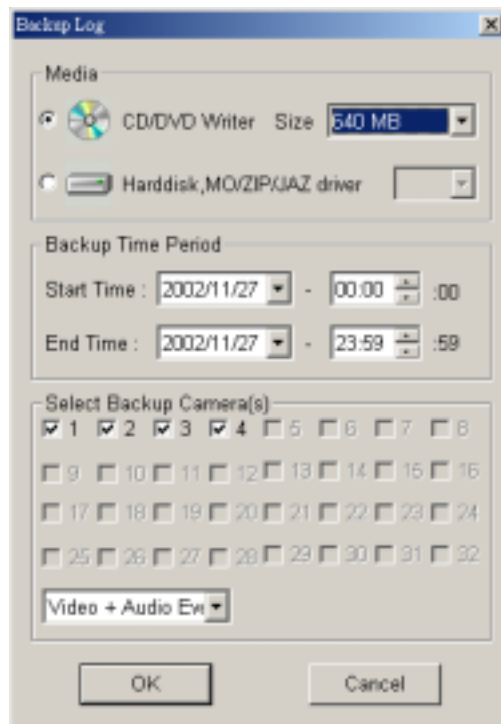 Backup Log
Media
CD/DVD Writer Size 640 MB
Harddisk,MO/ZIP/JAZ driver
Backup Time Period
Start Time : 2002/11/27 - 00:00 :00
End Time : 2002/11/27 - 23:59 :59
Select Backup Camera(s)
1 2 3 4 5 6 7 8
9 10 11 12 13 14 15 16
17 18 19 20 21 22 23 24
25 26 27 28 29 30 31 32
Video + Audio Eve
OK Cancel